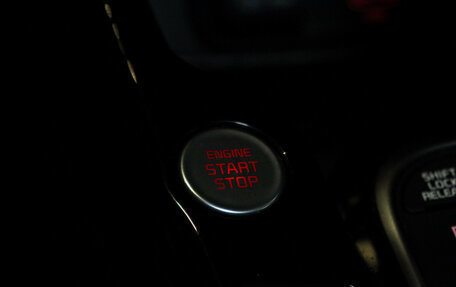 ENGINE
START
STOP
SHIFT
LOCK
RELEASE